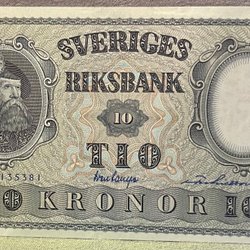 SVERIGES
RIKSBANK
10
135381
TIO
KRONOR